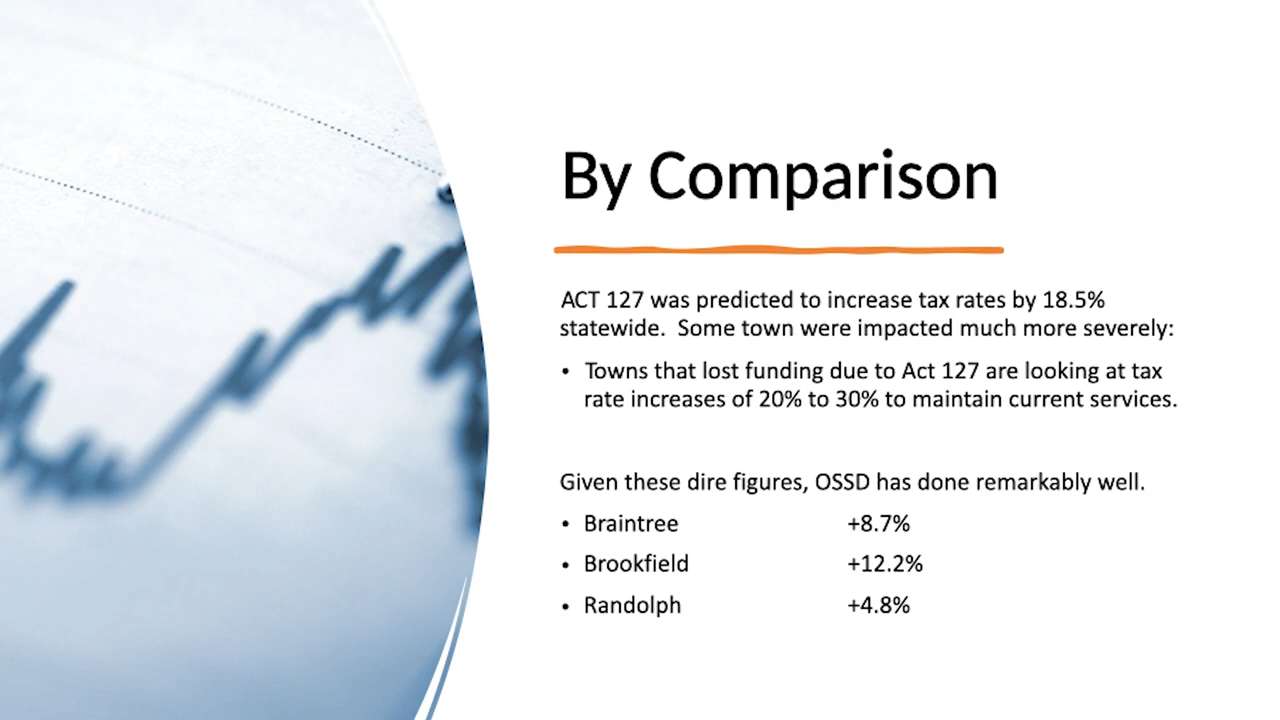 By Comparison
ACT 127 was predicted to increase tax rates by 18.5%
statewide.  Some town were impacted much more severely:
• Towns that lost funding due to Act 127 are looking at tax
rate increases of 20% to 30% to maintain current services.
Given these dire figures, OSSD has done remarkably well.
• Braintree +8.7%
• Brookfield +12.2%
• Randolph +4.8%